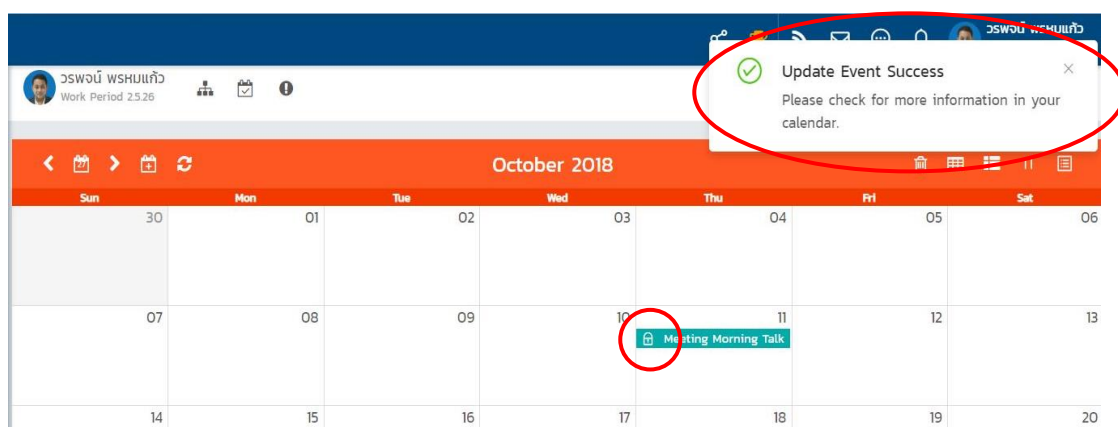 วรพจน์ พรหมแก้ว
Update Event Success
Please check for more information in your
calendar.
วรพจน์ พรหมแก้ว
Work Period 2.5.26
27
October 2018
Sun Mon Tue Wed Thu Fri Sat
30 01 02 03 04 05 06
07 08 09 10 11 12 13
Meeting Morning Talk
14 15 16 17 18 19 20